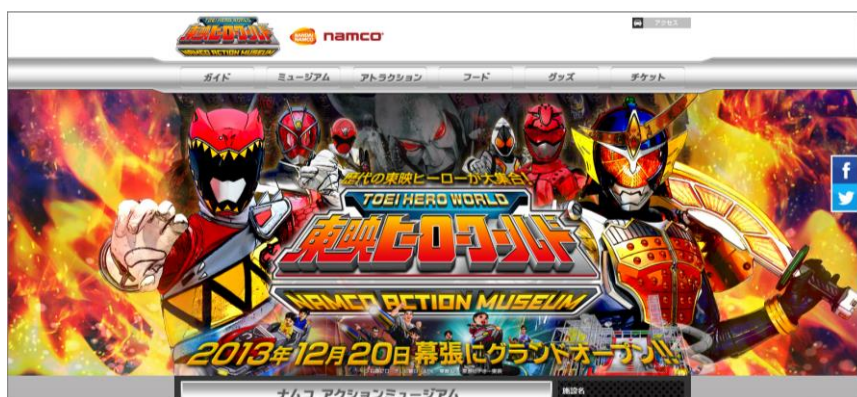 TOEI HERO WORLD
東映ヒーローワールド
NAMCO ACTION MUSEUM
BANDAI
NAMCO
namco
アクセス
ガイド ミュージアム アトラクション フード グッズ チケット
歴代の東映ヒーローが大集合!
TOEI HERO WORLD
東映ヒーローワールド
NAMCO ACTION MUSEUM
2013年12月20日幕張にグランドオープン!!
ナムコ アクションミュージアム
施設名